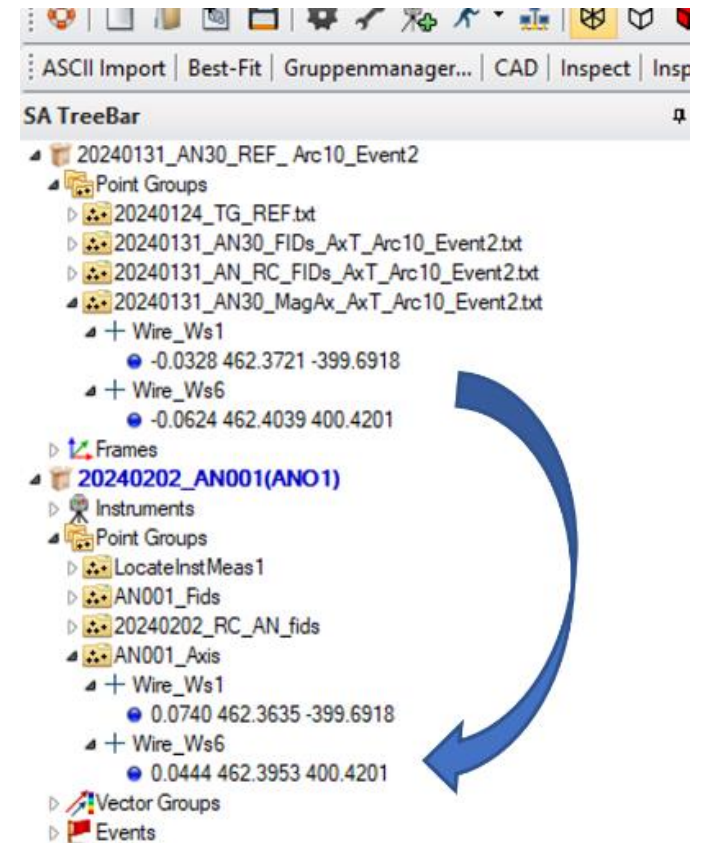 ASCII Import | Best-Fit | Gruppenmanager... | CAD | Inspect | Insp
SA TreeBar
20240131_AN30_REF_ Arc10_Event2
Point Groups
20240124_TG_REF.txt
20240131_AN30_FIDs_AxT_Arc10_Event2.txt
20240131_AN_RC_FIDs_AxT_Arc10_Event2.txt
20240131_AN30_MagAx_AxT_Arc10_Event2.txt
Wire_Ws1
-0.0328 462.3721 -399.6918
Wire_Ws6
-0.0624 462.4039 400.4201
Frames
20240202_AN001(ANO1)
Instruments
Point Groups
LocateInstMeas1
AN001_Fids
20240202_RC_AN_fids
AN001_Axis
Wire_Ws1
0.0740 462.3635 -399.6918
Wire_Ws6
0.0444 462.3953 400.4201
Vector Groups
Events